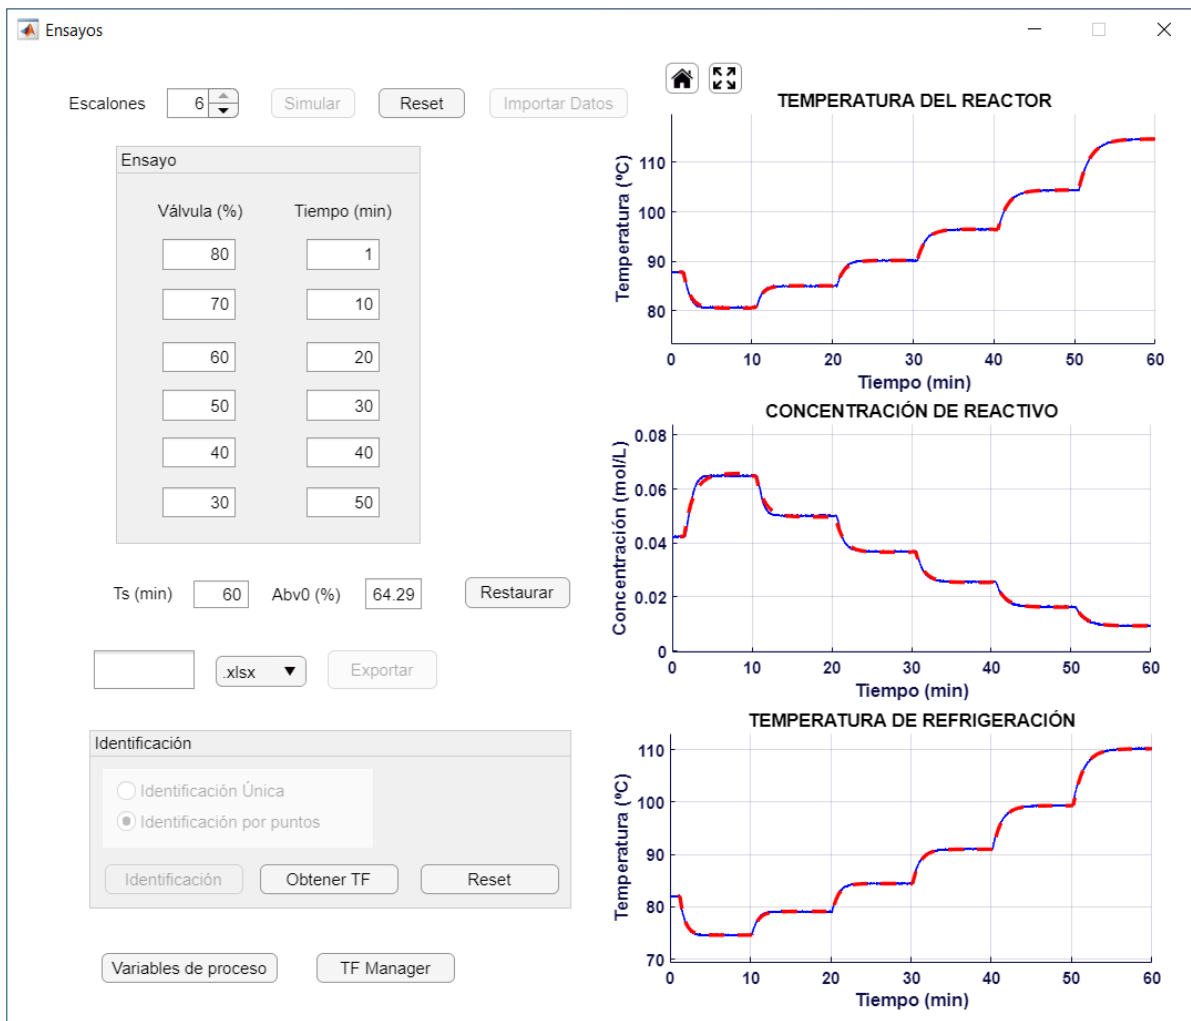 Ensayos
Escalones 6 Simular Reset Importar Datos
Ensayo
Válvula (%) Tiempo (min)
80 1
70 10
60 20
50 30
40 40
30 50
Ts (min) 60 Abv0 (%) 64.29 Restaurar
.xlsx Exportar
Identificación
Identificación Única
Identificación por puntos
Identificación Obtener TF Reset
Variables de proceso TF Manager
TEMPERATURA DEL REACTOR
Temperatura (ºC)
110
100
90
80
0 10 20 30 40 50 60
Tiempo (min)
CONCENTRACIÓN DE REACTIVO
Concentración (mol/L)
0.08
0.06
0.04
0.02
0
0 10 20 30 40 50 60
Tiempo (min)
TEMPERATURA DE REFRIGERACIÓN
Temperatura (ºC)
110
100
90
80
70
0 10 20 30 40 50 60
Tiempo (min)